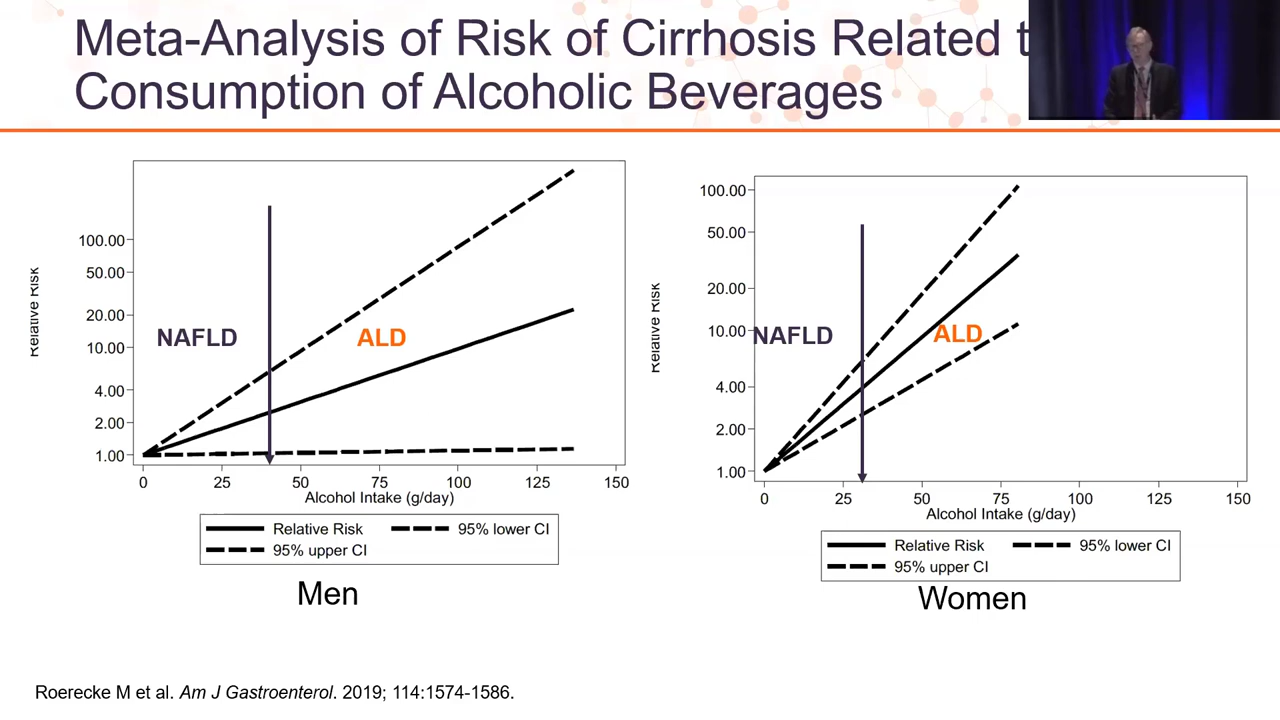 Meta-Analysis of Risk of Cirrhosis Related t
Consumption of Alcoholic Beverages
Relative Risk
100.00
50.00
20.00
10.00
4.00
2.00
1.00
NAFLD
ALD
0 25 50 75 100 125 150
Alcohol Intake (g/day)
Relative Risk 95% lower CI
95% upper CI
Men
Relative Risk
100.00
50.00
20.00
10.00
4.00
2.00
1.00
NAFLD
ALD
0 25 50 75 100 125 150
Alcohol Intake (g/day)
Relative Risk 95% lower CI
95% upper CI
Women
Roerecke M et al. Am J Gastroenterol. 2019; 114:1574-1586.